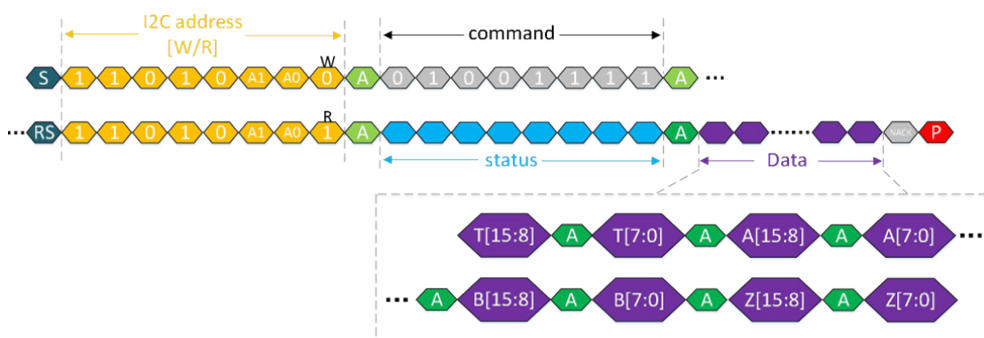 I2C address
[W/R]
command
W
S 1 1 0 1 0 A1 A0 0 A 0 1 0 0 1 1 1 1 A ...
R
... RS 1 1 0 1 0 A1 A0 1 A A ...... NACK P
status
Data
T[15:8] A T[7:0] A A[15:8] A A[7:0] ...
... A B[15:8] A B[7:0] A Z[15:8] A Z[7:0]